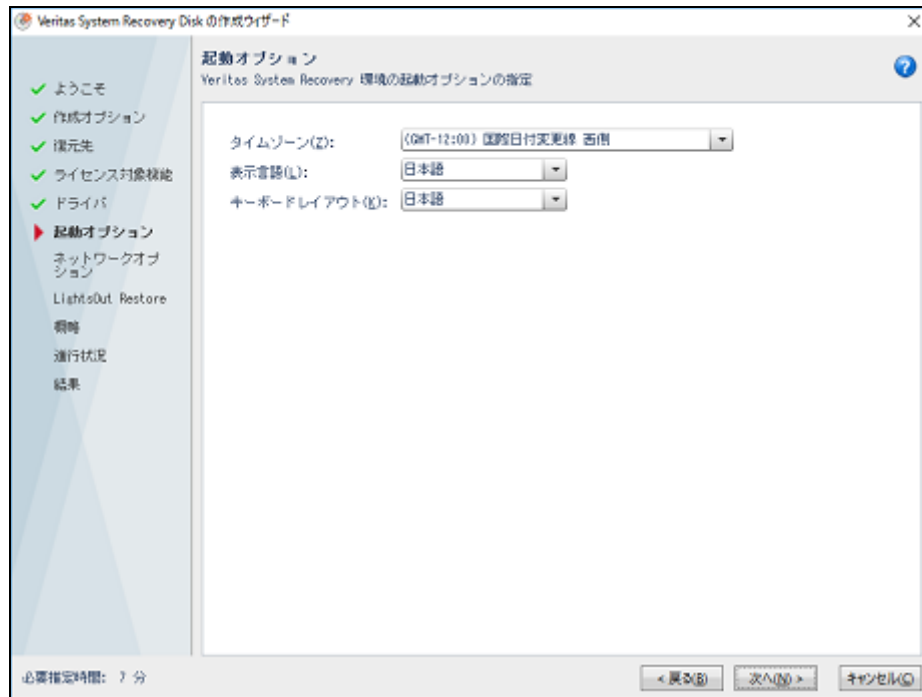 Veritas System Recovery Disk の作成ウィザード
起動オプション
Veritas System Recovery 環境の起動オプションの指定
ようこそ
作成オプション
復元先
ライセンス対象機能
ドライバ
起動オプション
ネットワークオプ
ション
LightsOut Restore
概略
進行状況
結果
タイムゾーン(Z): (GMT-12:00) 国際日付変更線 西側
表示言語(L): 日本語
キーボードレイアウト(K): 日本語
必要推定時間: 7 分
< 戻る(B)
次へ(N) >
キャンセル(C)